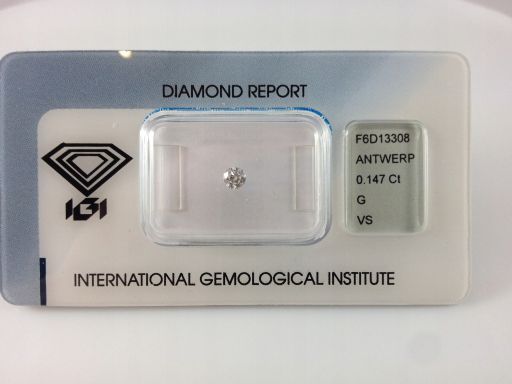 DIAMOND REPORT
IGI
F6D13308
ANTWERP
0.147 Ct
G
VS
INTERNATIONAL GEMOLOGICAL INSTITUTE